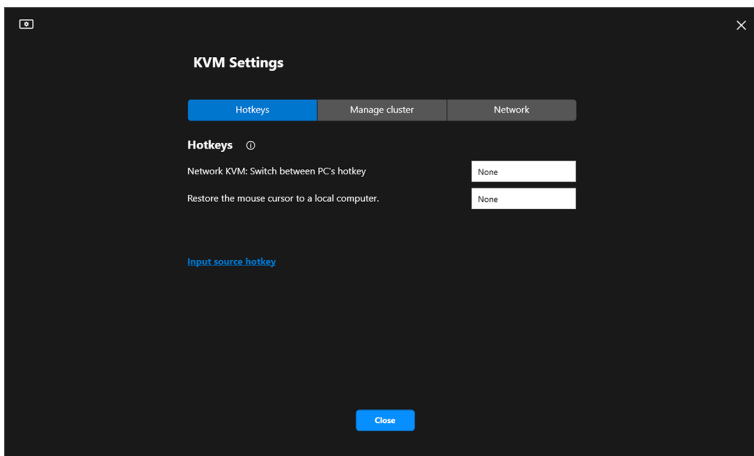 KVM Settings
Hotkeys
Manage cluster
Network
Hotkeys
Network KVM: Switch between PC's hotkey
None
Restore the mouse cursor to a local computer.
None
Input source hotkey
Close